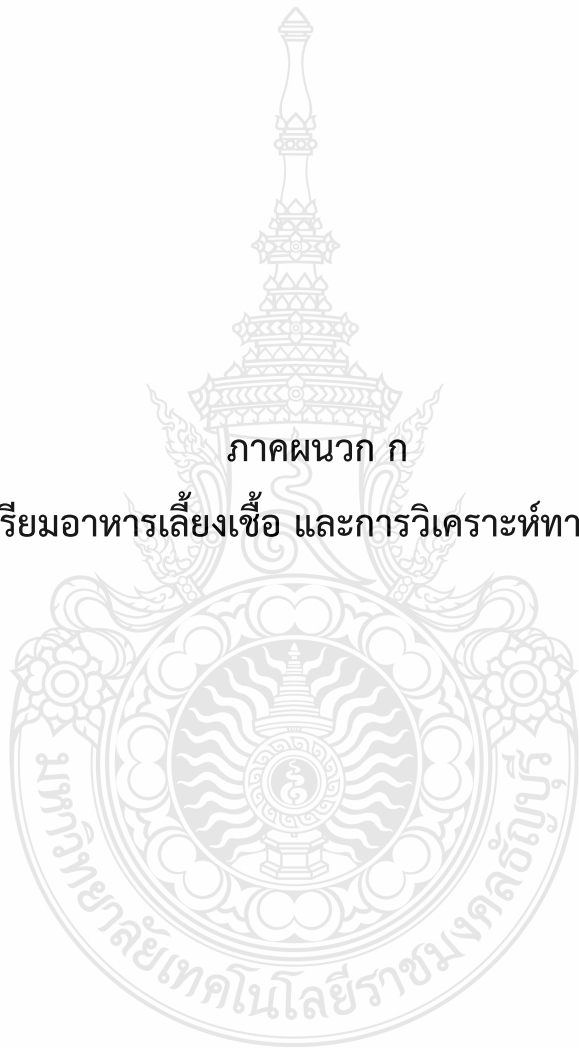 ภาคผนวก ก
รียมอาหารเลี้ยงเชื้อ และการวิเคราะห์ทา
มหาวิทยาลัยเทคโนโลยีราชมงคลธัญบุรี